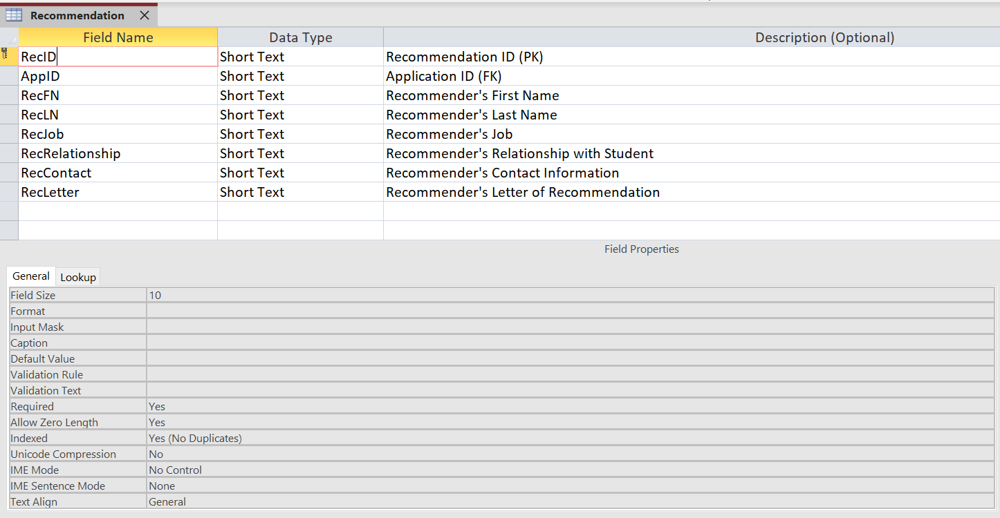 Recommendation
Field Name Data Type Description (Optional)
RecID Short Text Recommendation ID (PK)
AppID Short Text Application ID (FK)
RecFN Short Text Recommender's First Name
RecLN Short Text Recommender's Last Name
RecJob Short Text Recommender's Job
RecRelationship Short Text Recommender's Relationship with Student
RecContact Short Text Recommender's Contact Information
RecLetter Short Text Recommender's Letter of Recommendation
Field Properties
General Lookup
Field Size 10
Format
Input Mask
Caption
Default Value
Validation Rule
Validation Text
Required Yes
Allow Zero Length Yes
Indexed Yes (No Duplicates)
Unicode Compression No
IME Mode No Control
IME Sentence Mode None
Text Align General